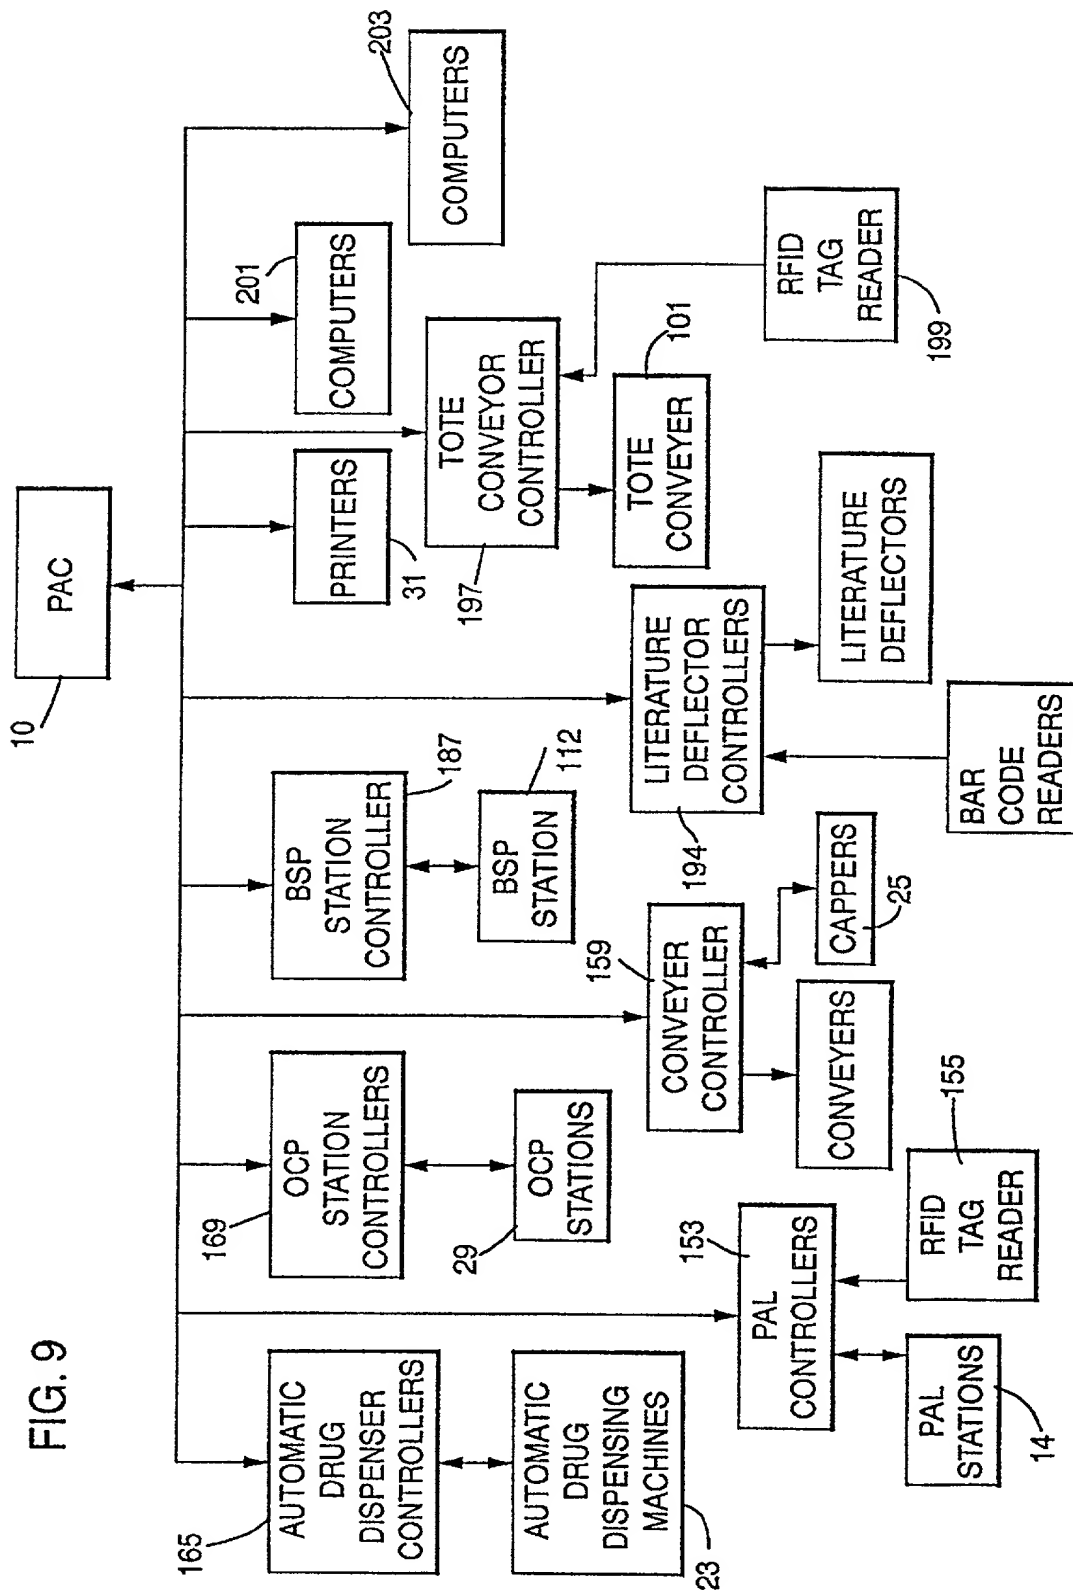 FIG. 9
10
PAC
165
AUTOMATIC
DRUG
DISPENSER
CONTROLLERS
AUTOMATIC
DRUG
DISPENSING
MACHINES
23
169
OCP
STATION
CONTROLLERS
29
OCP
STATIONS
153
PAL
CONTROLLERS
PAL
STATIONS
14
155
RFID
TAG
READER
BSP
STATION
CONTROLLER
187
BSP
STATION
112
159
CONVEYER
CONTROLLER
CONVEYERS
CAPPERS
25
194
LITERATURE
DEFLECTOR
CONTROLLERS
LITERATURE
DEFLECTORS
BAR
CODE
READERS
PRINTERS
31
197
TOTE
CONVEYOR
CONTROLLER
TOTE
CONVEYER
101
RFID
TAG
READER
199
201
COMPUTERS
203
COMPUTERS